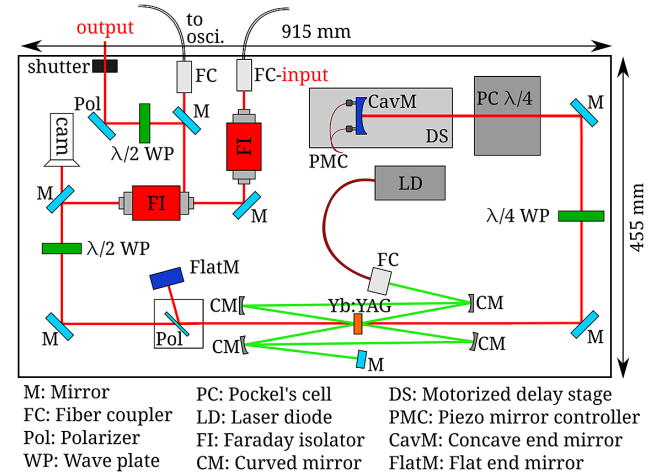 output
to
osci.
915 mm
shutter
FC
FC-input
Pol
M
CavM
PC λ/4
M
cam
λ/2 WP
FI
DS
PMC
LD
M
FI
M
λ/4 WP
455 mm
λ/2 WP
FlatM
FC
CM
Yb:YAG
CM
M
Pol
CM
CM
M
M
M: Mirror
PC: Pockel's cell
DS: Motorized delay stage
FC: Fiber coupler
LD: Laser diode
PMC: Piezo mirror controller
Pol: Polarizer
FI: Faraday isolator
CavM: Concave end mirror
WP: Wave plate
CM: Curved mirror
FlatM: Flat end mirror